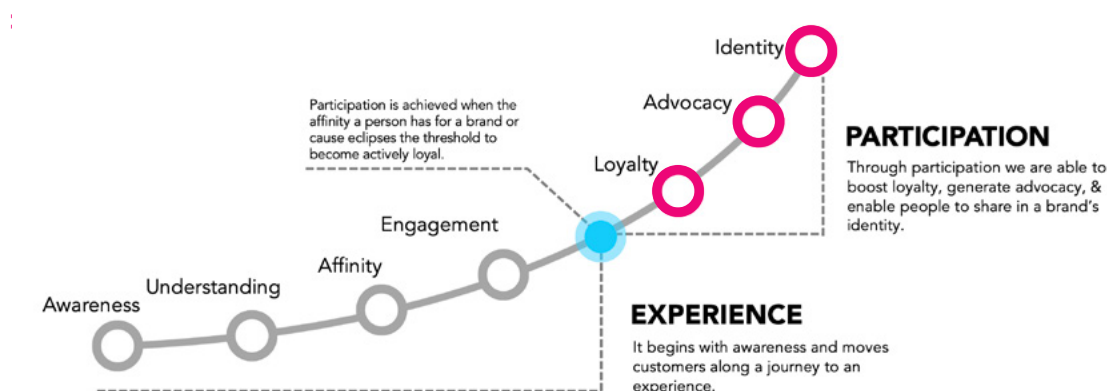 Identity
Advocacy
Participation is achieved when the
affinity a person has for a brand or
cause eclipses the threshold to
become actively loyal.
PARTICIPATION
Through participation we are able to
boost loyalty, generate advocacy, &
enable people to share in a brand's
identity.
Loyalty
Engagement
Affinity
Understanding
Awareness
EXPERIENCE
It begins with awareness and moves
customers along a journey to an
experience.